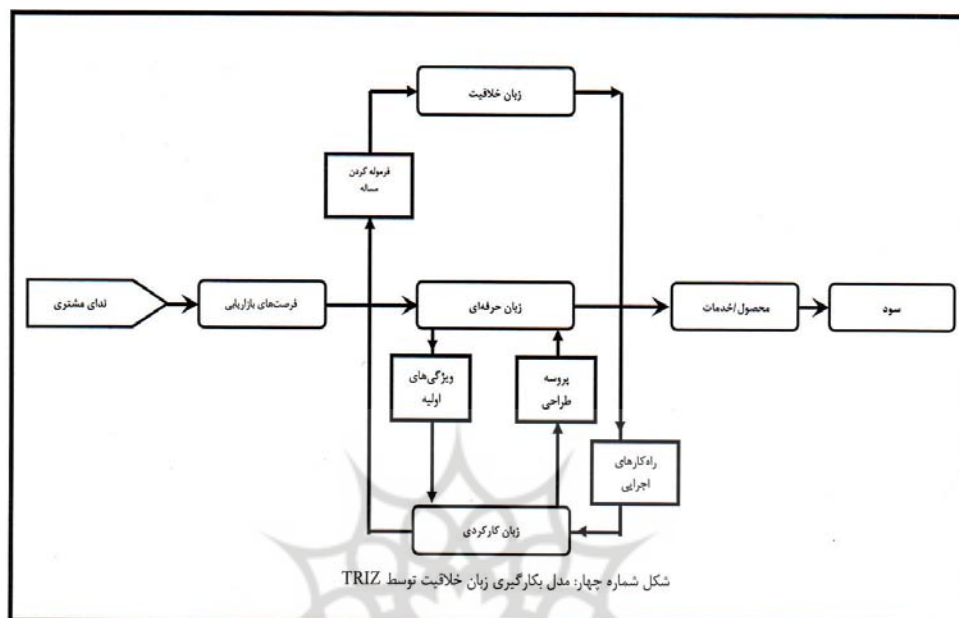 زبان خلاقیت
فرموله کردن
مساله
ندای مشتری
فرصت‌های بازاریابی
زبان حرفه‌ای
محصول/خدمات
سود
ویژگی‌های
اولیه
پروسه
طراحی
راه‌کارهای
اجرایی
زبان کارکردی
شکل شماره چهار: مدل بکارگیری زبان خلاقیت توسط TRIZ